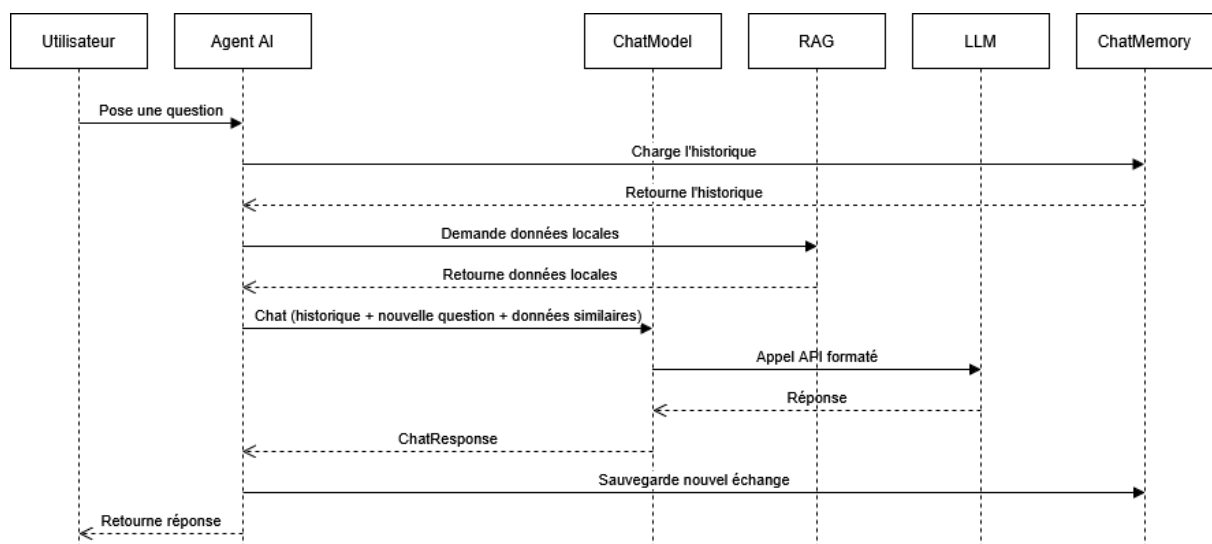 Utilisateur
Agent AI
ChatModel
RAG
LLM
ChatMemory
Pose une question
Charge l'historique
Retourne l'historique
Demande données locales
Retourne données locales
Chat (historique + nouvelle question + données similaires)
Appel API formaté
Réponse
ChatResponse
Sauvegarde nouvel échange
Retourne réponse